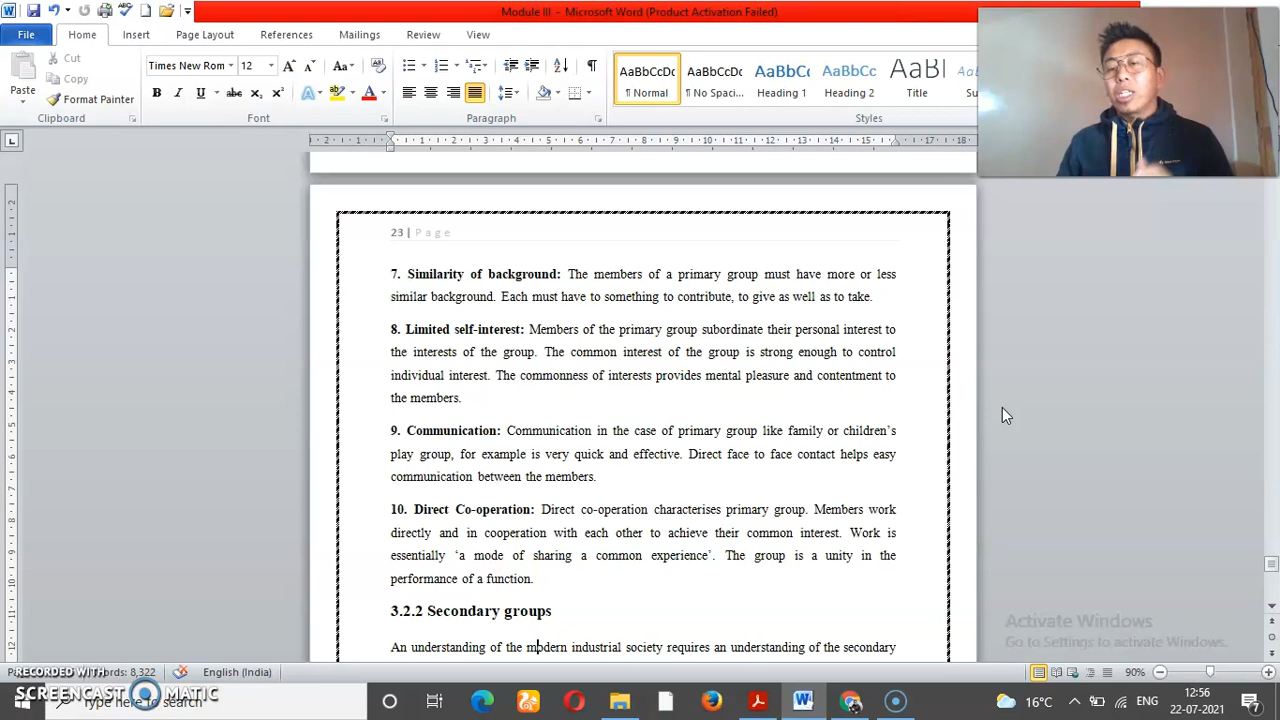 Module III - Microsoft Word (Product Activation Failed)
File Home Insert Page Layout References Mailings Review View
Cut
Copy
Format Painter
Paste
Times New Rom 12
AaBbCcDc AaBbCcDc AaBbCc AaBbCc AaBl
¶ Normal ¶ No Spaci... Heading 1 Heading 2 Title
Clipboard Font Paragraph Styles
23 | Page
7. Similarity of background: The members of a primary group must have more or less
similar background. Each must have to something to contribute, to give as well as to take.
8. Limited self-interest: Members of the primary group subordinate their personal interest to
the interests of the group. The common interest of the group is strong enough to control
individual interest. The commonness of interests provides mental pleasure and contentment to
the members.
9. Communication: Communication in the case of primary group like family or children's
play group, for example is very quick and effective. Direct face to face contact helps easy
communication between the members.
10. Direct Co-operation: Direct co-operation characterises primary group. Members work
directly and in cooperation with each other to achieve their common interest. Work is
essentially 'a mode of sharing a common experience'. The group is a unity in the
performance of a function.
3.2.2 Secondary groups
An understanding of the modern industrial society requires an understanding of the secondary
Activate Windows
Go to Settings to activate Windows.
RECORDED WITH
SCREENCAST MATIC
8,322 English (India) 90%
Type here to search
16°C ENG 12:56
22-07-2021